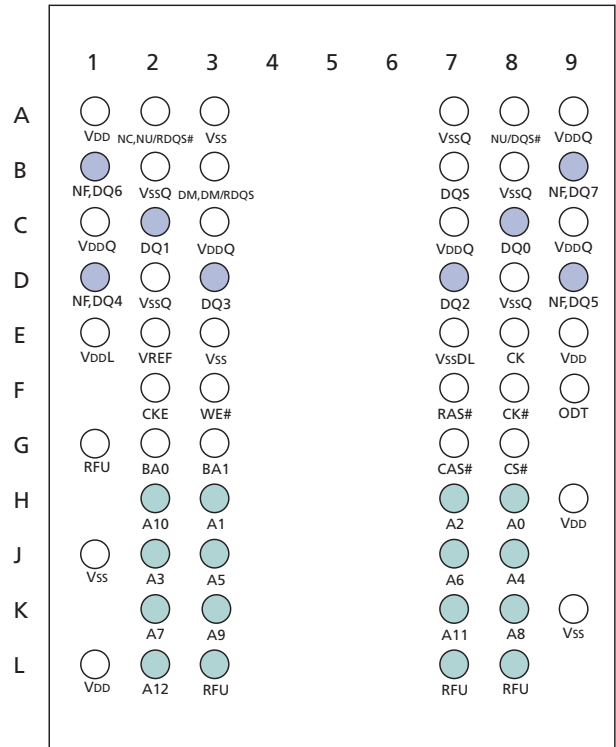 1 2 3 4 5 6 7 8 9
A
VDD NC,NU/RDQS# VSS VSSQ NU/DQS# VDDQ
B
NF,DQ6 VSSQ DM,DM/RDQS DQS VSSQ NF,DQ7
C
VDDQ DQ1 VDDQ VDDQ DQ0 VDDQ
D
NF,DQ4 VSSQ DQ3 DQ2 VSSQ NF,DQ5
E
VDDL VREF VSS VSSDL CK VDD
F
CKE WE# RAS# CK# ODT
G
RFU BA0 BA1 CAS# CS#
H
A10 A1 A2 A0 VDD
J
VSS A3 A5 A6 A4
K
A7 A9 A11 A8 VSS
L
VDD A12 RFU RFU RFU